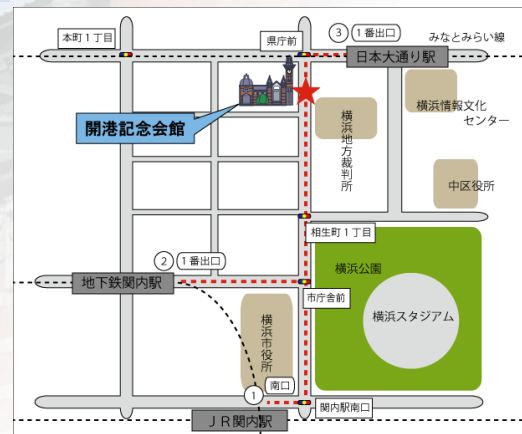 本町1丁目
県庁前
③ 1番出口
みなとみらい線
日本大通り駅
開港記念会館
横浜地方裁判所
横浜情報文化
センター
中区役所
相生町1丁目
② 1番出口
地下鉄関内駅
横浜公園
市庁舎前
横浜スタジアム
横浜市役所
① 南口
関内駅南口
JR関内駅